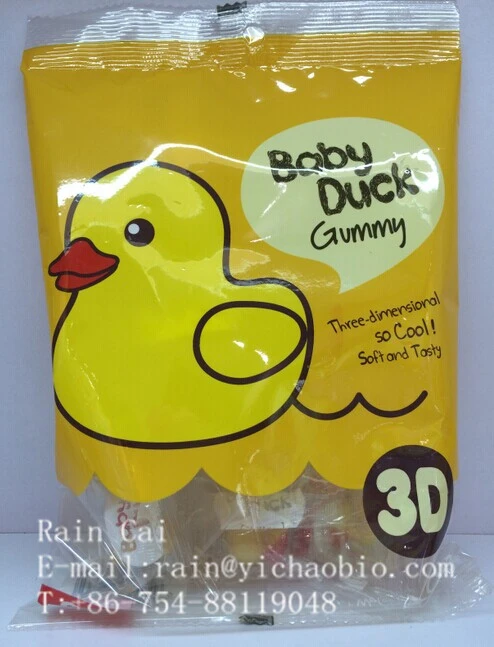 Baby
Duck
Gummy
Three-dimensional
so Cool!
Soft and Tasty
3D
Rain Cai
E-mail:rain@yichaobio.com
T: +86-754-88119048